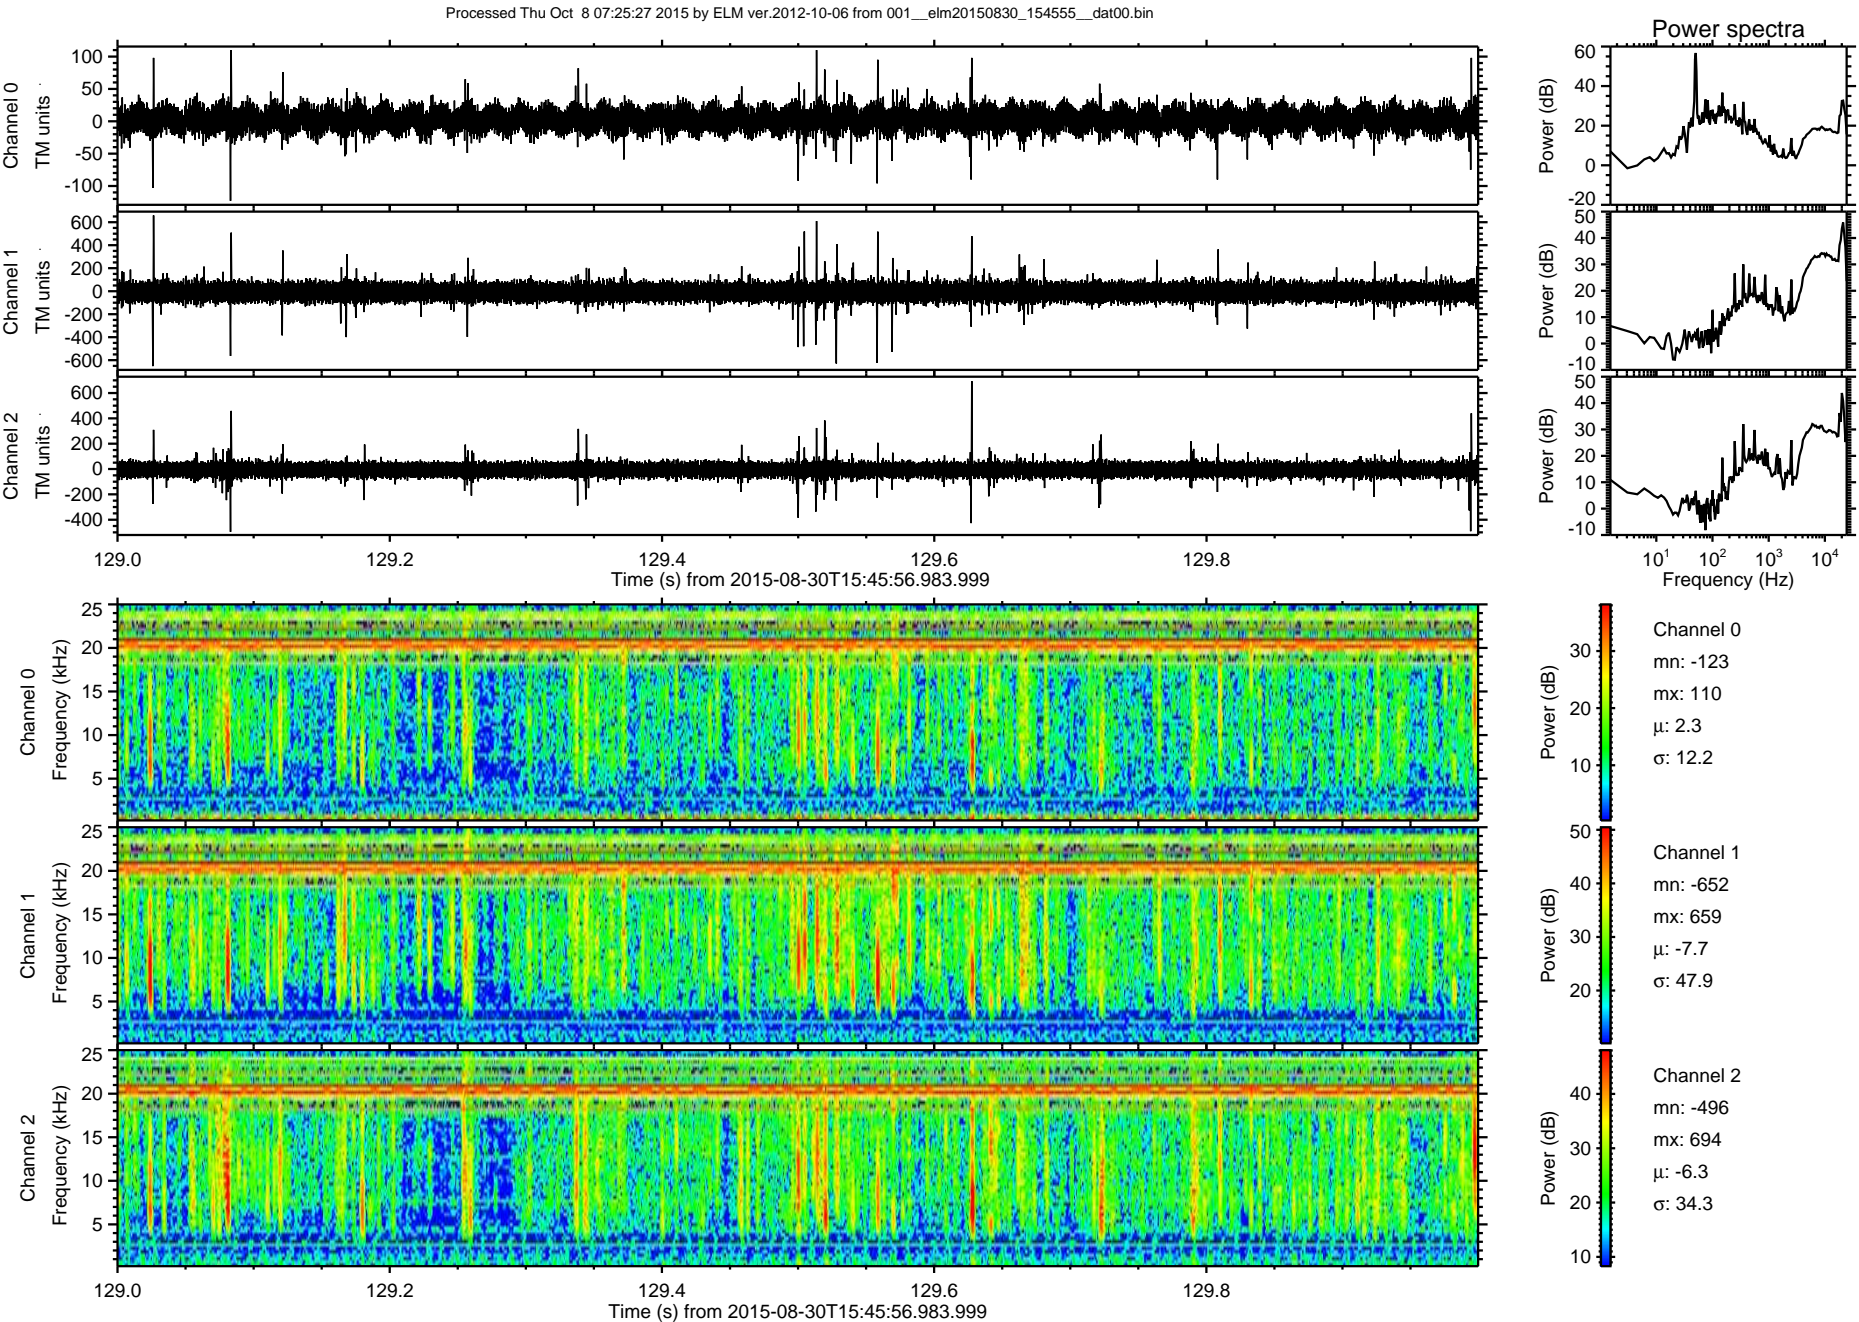 Processed Thu Oct  8 07:25:27 2015 by ELM ver.2012-10-06 from 001__elm20150830_154555__dat00.bin
Power spectra
Channel 0
TM units
100
50
0
-50
-100
Power (dB)
60
40
20
0
-20
Channel 1
TM units
600
400
200
0
-200
-400
-600
Power (dB)
50
40
30
20
10
0
-10
Channel 2
TM units
600
400
200
0
-200
-400
Power (dB)
50
40
30
20
10
0
-10
129.0
129.2
129.4
129.6
129.8
Time (s) from 2015-08-30T15:45:56.983.999
10¹
10²
10³
10⁴
Frequency (Hz)
Channel 0
Frequency (kHz)
25
20
15
10
5
Power (dB)
30
20
10
Channel 0
mn: -123
mx: 110
μ: 2.3
σ: 12.2
Channel 1
Frequency (kHz)
25
20
15
10
5
Power (dB)
50
40
30
20
Channel 1
mn: -652
mx: 659
μ: -7.7
σ: 47.9
Channel 2
Frequency (kHz)
25
20
15
10
5
Power (dB)
40
30
20
10
Channel 2
mn: -496
mx: 694
μ: -6.3
σ: 34.3
129.0
129.2
129.4
129.6
129.8
Time (s) from 2015-08-30T15:45:56.983.999